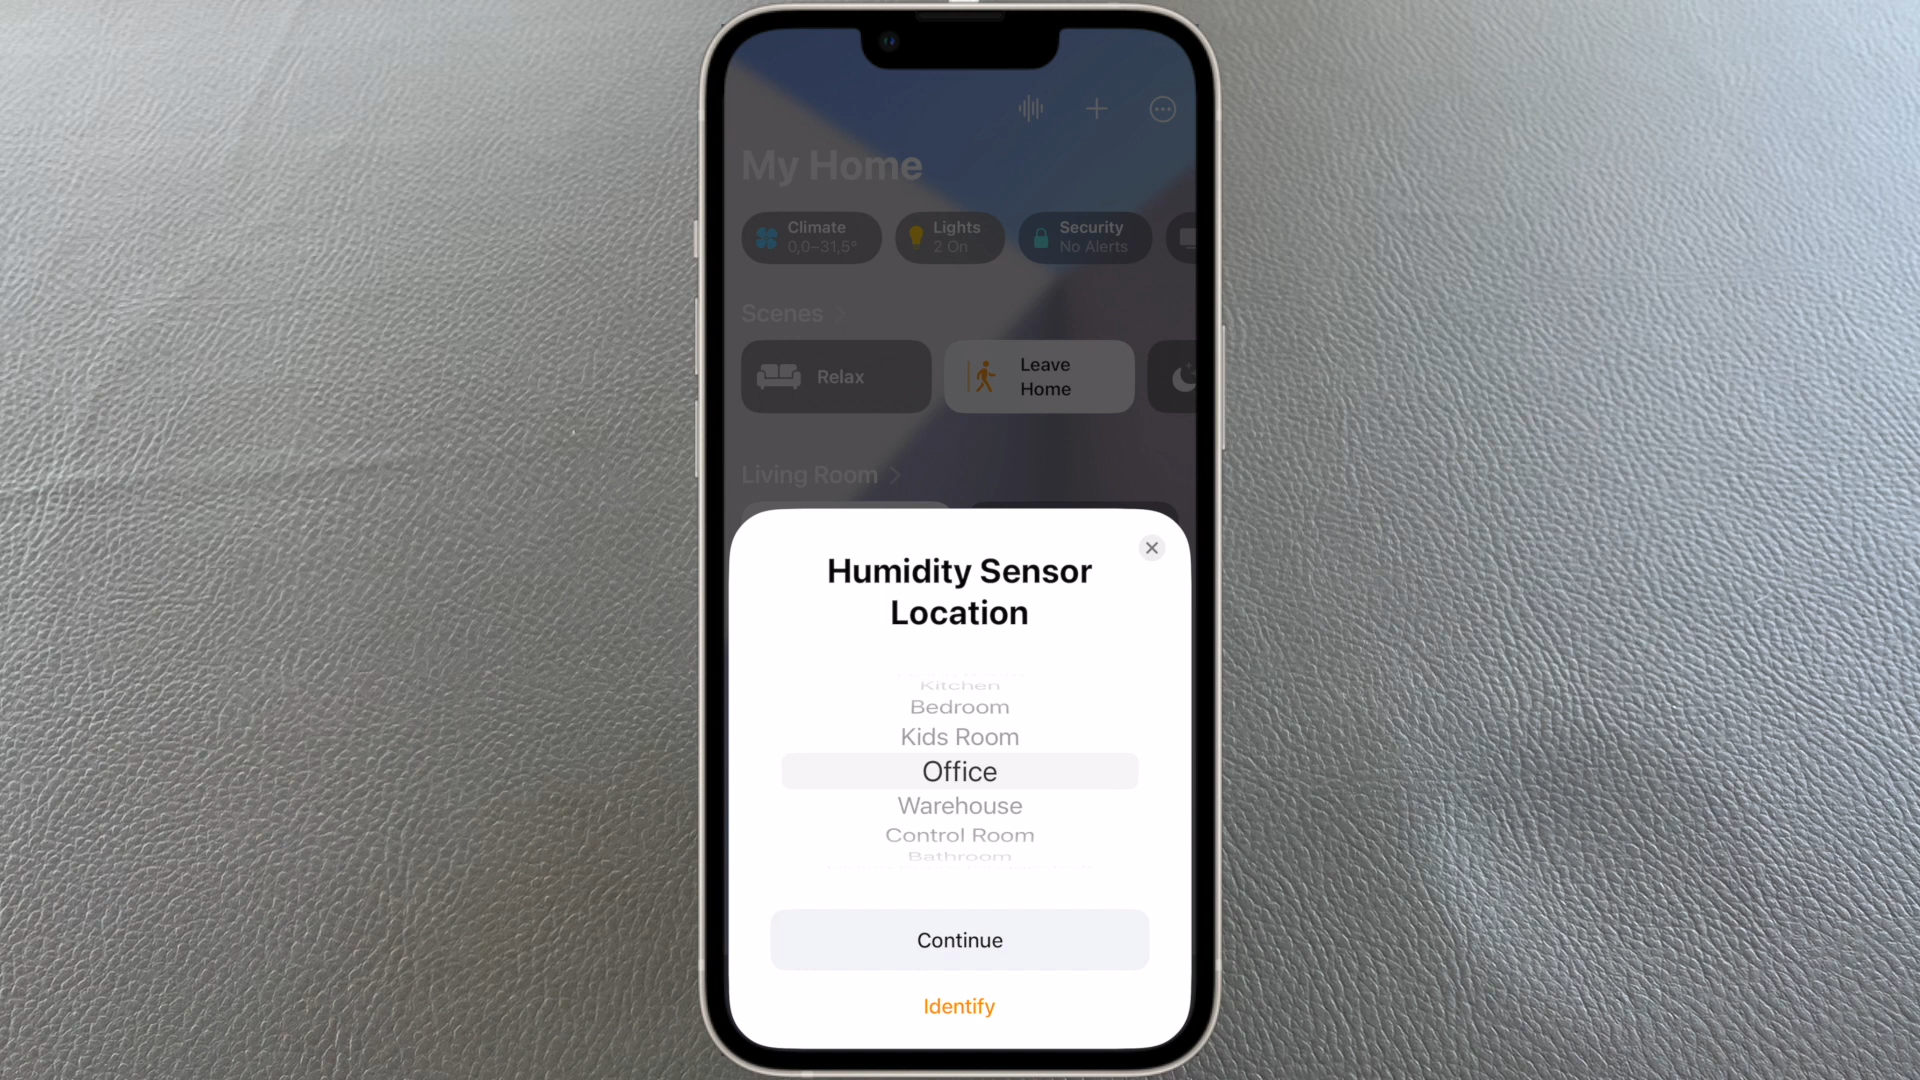 My Home
Climate
0,0–31,5°
Lights
2 On
Security
No Alerts
Scenes
Relax
Leave
Home
Living Room
Humidity Sensor
Location
Kitchen
Bedroom
Kids Room
Office
Warehouse
Control Room
Bathroom
Continue
Identify